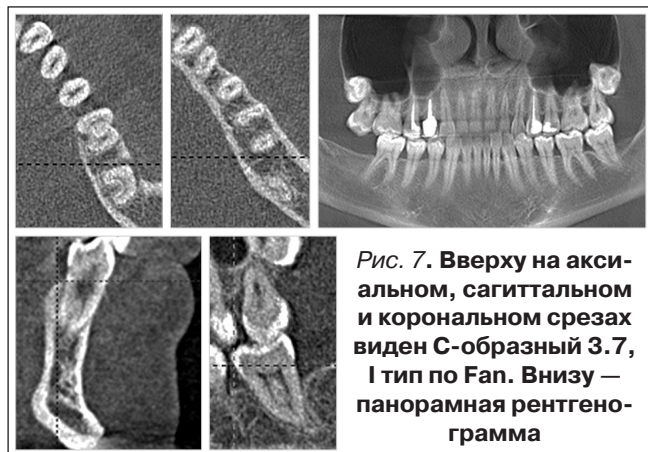 Рис. 7. Вверху на акси-
альном, сагиттальном
и корональном срезах
виден С-образный 3.7,
I тип по Fan. Внизу —
панорамная рентгено-
грамма